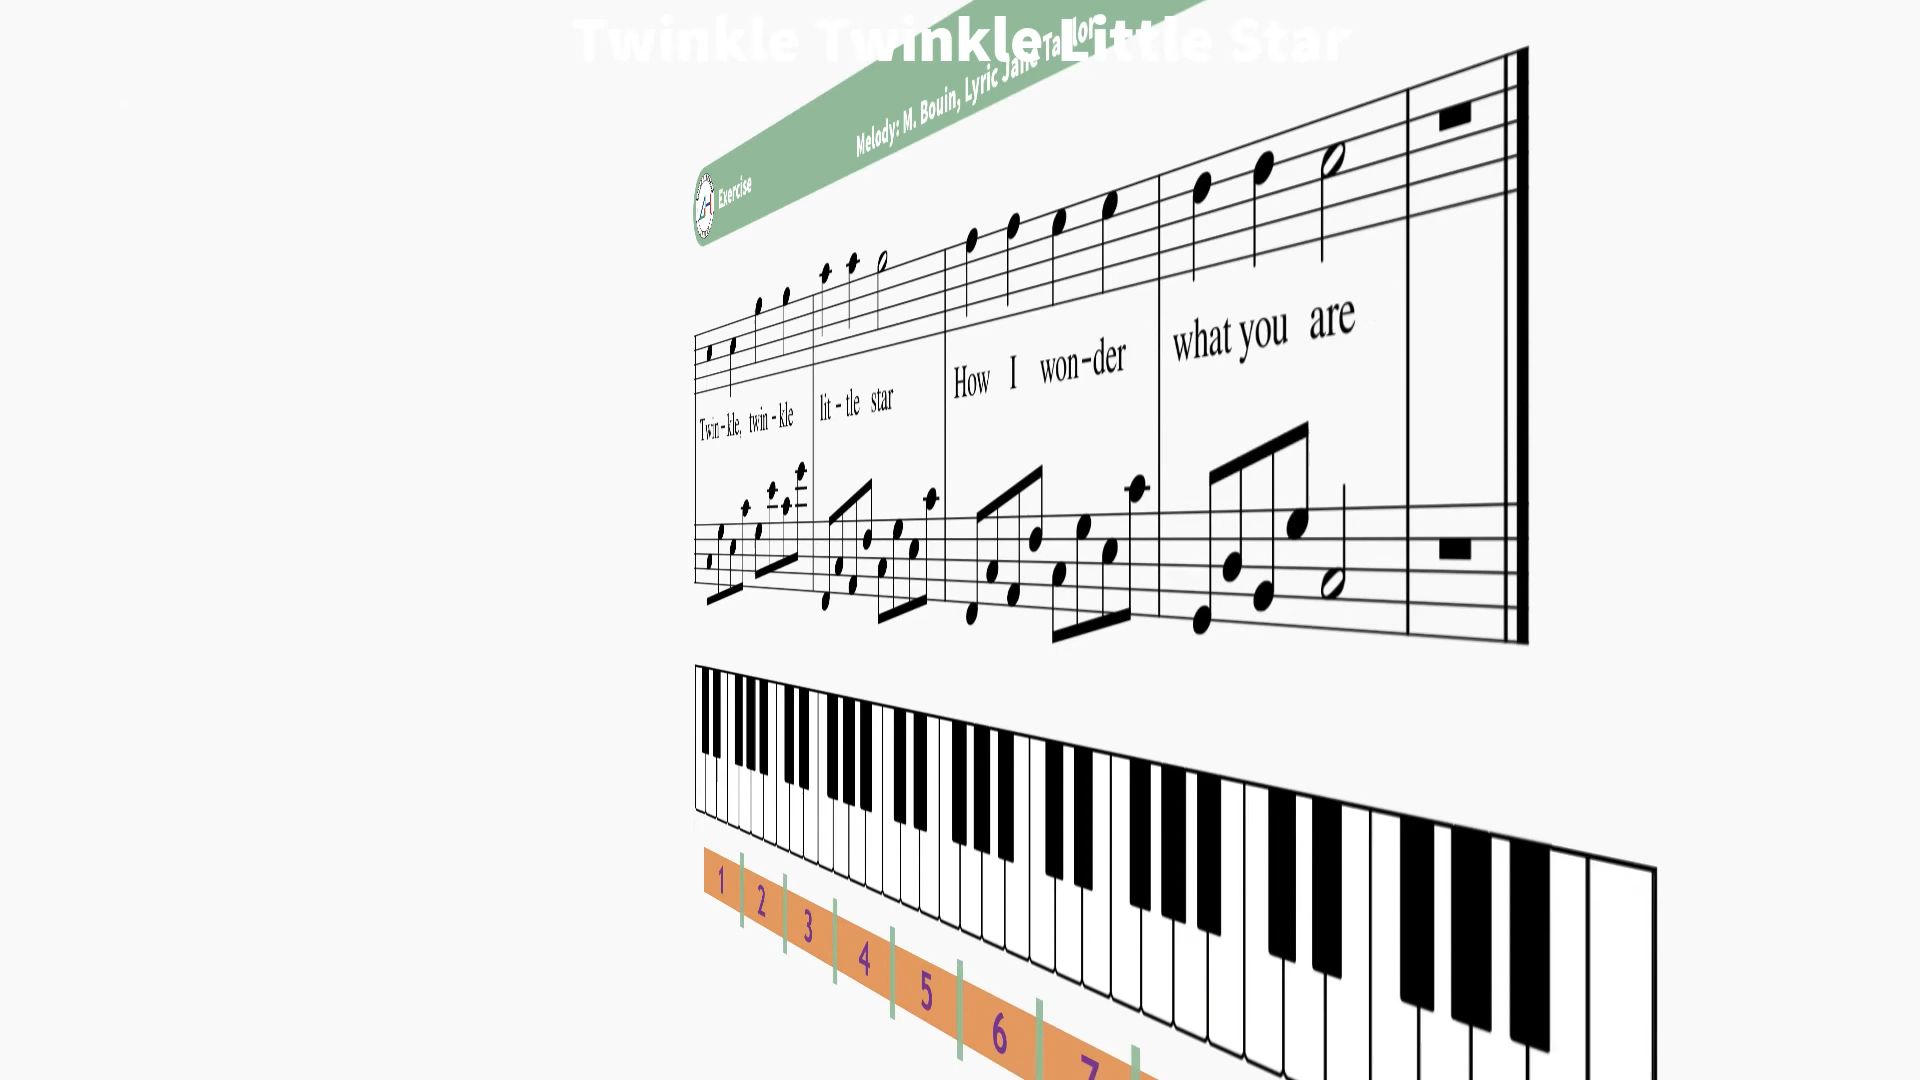 Twinkle Twinkle Little Star
Melody: M. Bouin, Lyric Jane Taylor
Exercise
Twin-kle, twin-kle lit-tle star How I won-der what you are
1 2 3 4 5 6 7